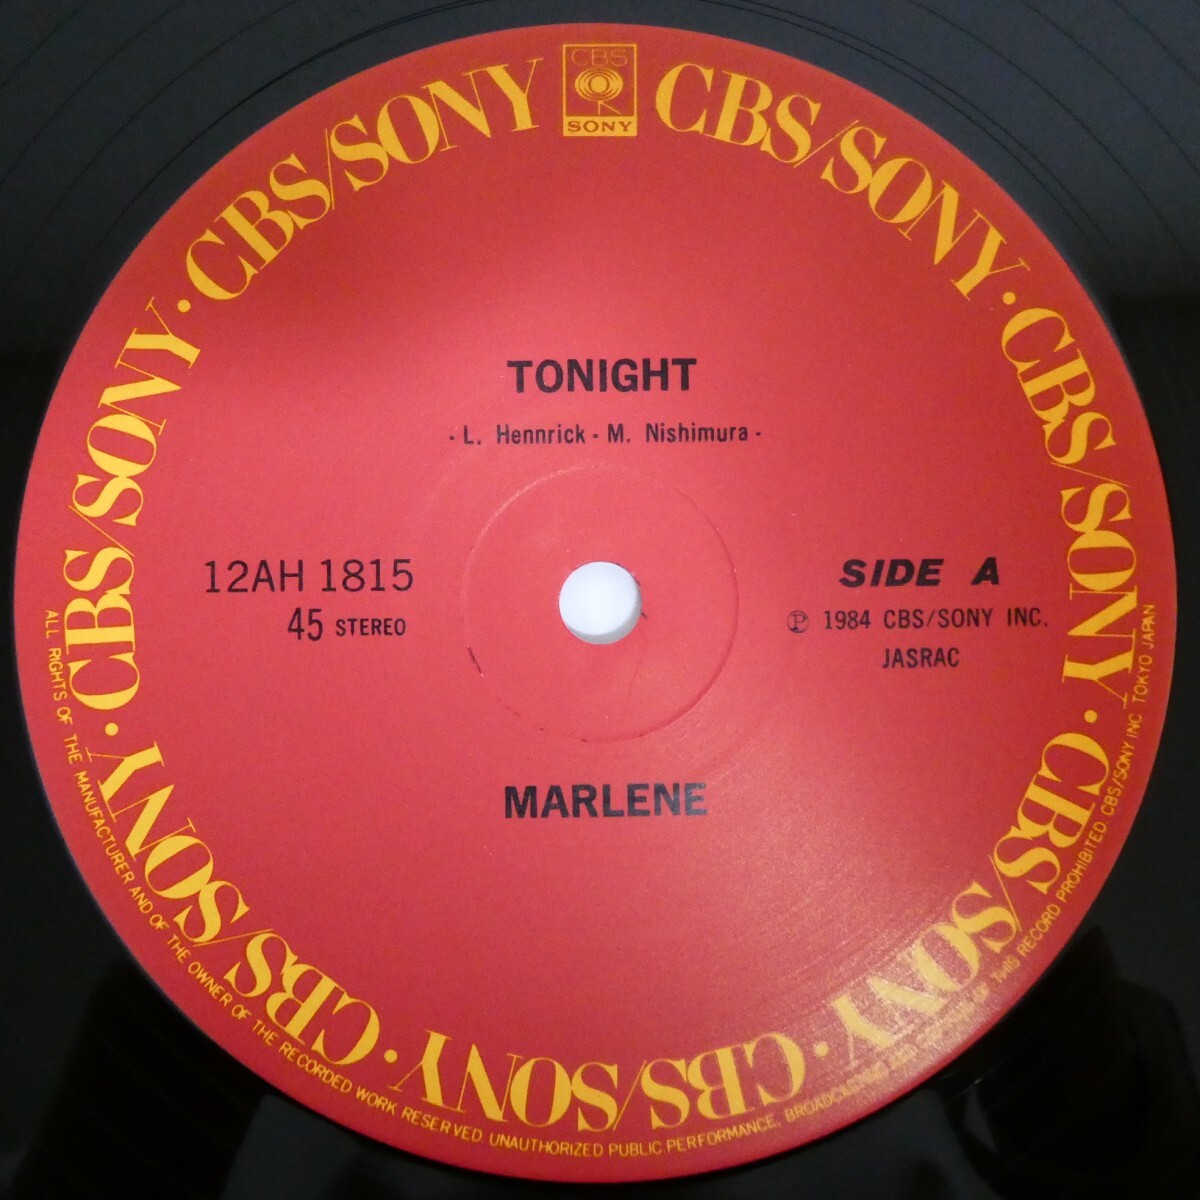 CBS
SONY
CBS/SONY · CBS/SONY · CBS/SONY · CBS/SONY · CBS/SONY · CBS/SONY · CBS/SONY · CBS/SONY
TONIGHT
- L. Hennrick - M. Nishimura -
12AH 1815
45 STEREO
SIDE A
Ⓟ 1984 CBS/SONY INC.
JASRAC
MARLENE
ALL RIGHTS OF THE MANUFACTURER AND OF THE OWNER OF THE RECORDED WORK RESERVED. UNAUTHORIZED PUBLIC PERFORMANCE, BROADCASTING AND COPYING OF THIS RECORD PROHIBITED CBS/SONY INC TOKYO JAPAN